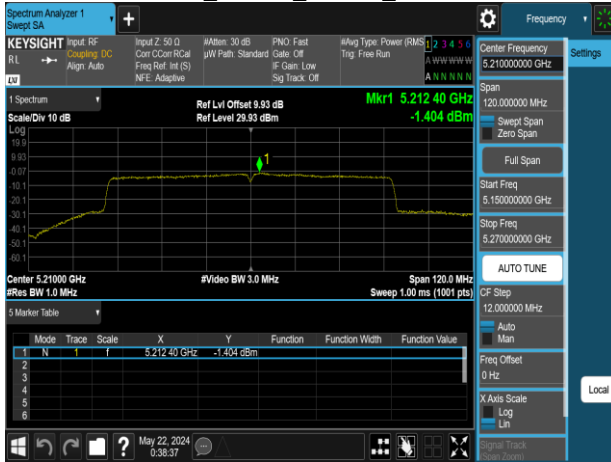 Spectrum Analyzer 1
Swept SA
Frequency
KEYSIGHT
RL
LXI
Input: RF
Coupling: DC
Align: Auto
Input Z: 50 Ω
Corr CCorr RCal
Freq Ref: Int (S)
NFE: Adaptive
#Atten: 30 dB
µW Path: Standard
PNO: Fast
Gate: Off
IF Gain: Low
Sig Track: Off
#Avg Type: Power (RMS
Trig: Free Run
1 2 3 4 5 6
A W W W W W
A N N N N N
1 Spectrum
Scale/Div 10 dB
Log
Ref Lvl Offset 9.93 dB
Ref Level 29.93 dBm
Mkr1 5.212 40 GHz
-1.404 dBm
19.9
9.93
-0.07
-10.1
-20.1
-30.1
-40.1
-50.1
-60.1
1
Center 5.21000 GHz
#Res BW 1.0 MHz
#Video BW 3.0 MHz
Span 120.0 MHz
Sweep 1.00 ms (1001 pts)
5 Marker Table
Mode Trace Scale X Y Function Function Width Function Value
1 N 1 f 5.212 40 GHz -1.404 dBm
2
3
4
5
6
May 22, 2024
0:38:37
Center Frequency
5.210000000 GHz
Span
120.000000 MHz
Swept Span
Zero Span
Full Span
Start Freq
5.150000000 GHz
Stop Freq
5.270000000 GHz
AUTO TUNE
CF Step
12.000000 MHz
Auto
Man
Freq Offset
0 Hz
X Axis Scale
Log
Lin
Signal Track
(Span Zoom)
Settings
Local